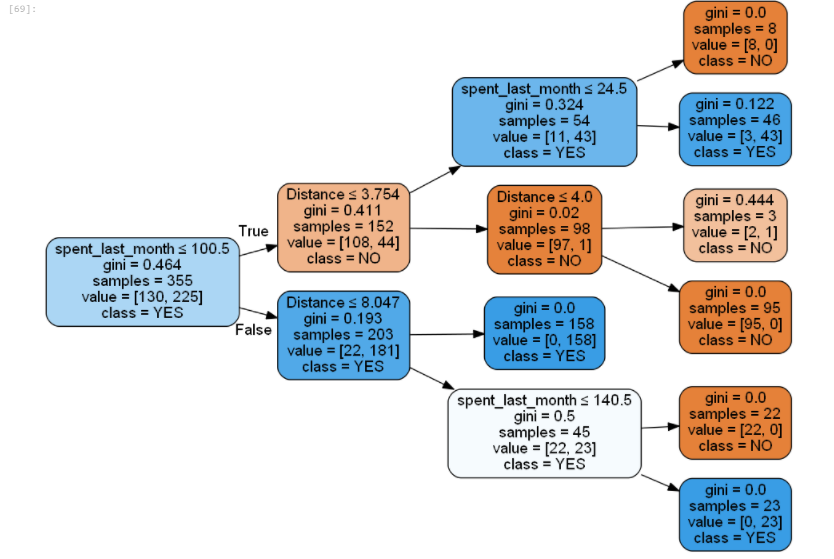 [69]:
gini = 0.0
samples = 8
value = [8, 0]
class = NO
spent_last_month ≤ 24.5
gini = 0.324
samples = 54
value = [11, 43]
class = YES
gini = 0.122
samples = 46
value = [3, 43]
class = YES
Distance ≤ 3.754
gini = 0.411
samples = 152
value = [108, 44]
class = NO
Distance ≤ 4.0
gini = 0.02
samples = 98
value = [97, 1]
class = NO
gini = 0.444
samples = 3
value = [2, 1]
class = NO
True
spent_last_month ≤ 100.5
gini = 0.464
samples = 355
value = [130, 225]
class = YES
False
gini = 0.0
samples = 95
value = [95, 0]
class = NO
Distance ≤ 8.047
gini = 0.193
samples = 203
value = [22, 181]
class = YES
gini = 0.0
samples = 158
value = [0, 158]
class = YES
spent_last_month ≤ 140.5
gini = 0.5
samples = 45
value = [22, 23]
class = YES
gini = 0.0
samples = 22
value = [22, 0]
class = NO
gini = 0.0
samples = 23
value = [0, 23]
class = YES